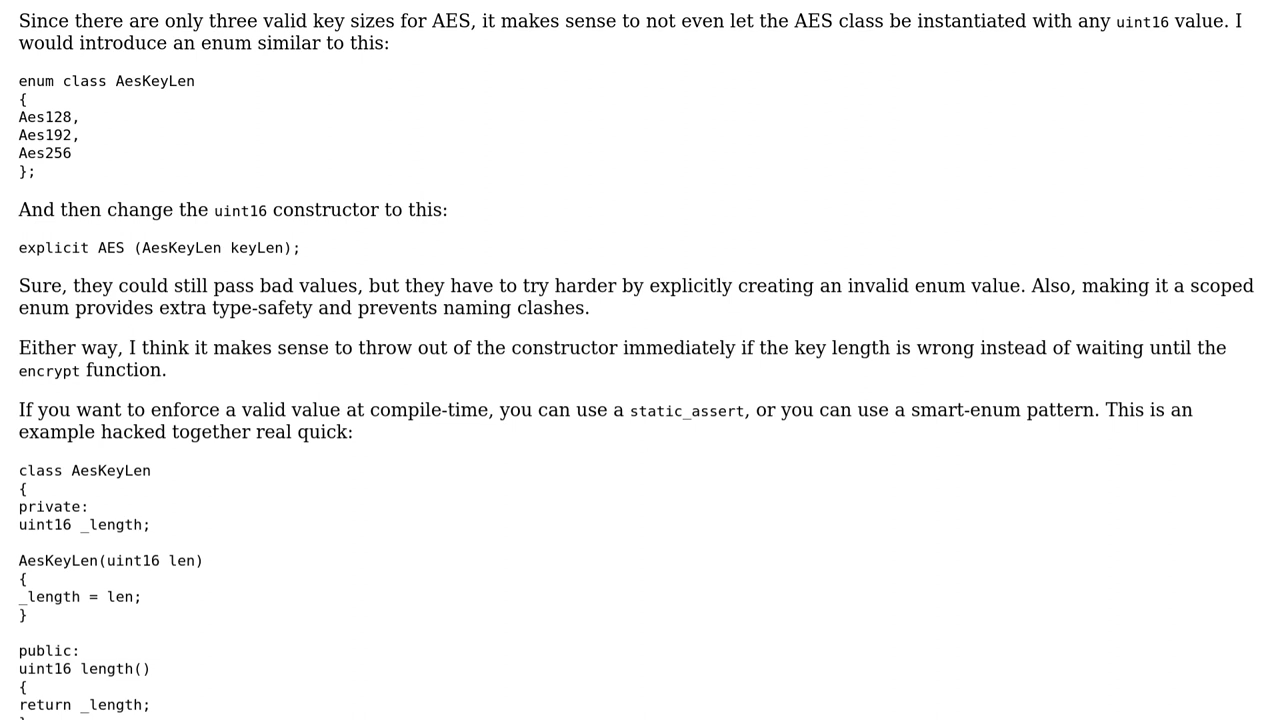 Since there are only three valid key sizes for AES, it makes sense to not even let the AES class be instantiated with any uint16 value. I
would introduce an enum similar to this:
enum class AesKeyLen
{
Aes128,
Aes192,
Aes256
};
And then change the uint16 constructor to this:
explicit AES (AesKeyLen keyLen);
Sure, they could still pass bad values, but they have to try harder by explicitly creating an invalid enum value. Also, making it a scoped
enum provides extra type-safety and prevents naming clashes.
Either way, I think it makes sense to throw out of the constructor immediately if the key length is wrong instead of waiting until the
encrypt function.
If you want to enforce a valid value at compile-time, you can use a static_assert, or you can use a smart-enum pattern. This is an
example hacked together real quick:
class AesKeyLen
{
private:
uint16 _length;
AesKeyLen(uint16 len)
{
_length = len;
}
public:
uint16 length()
{
return _length;